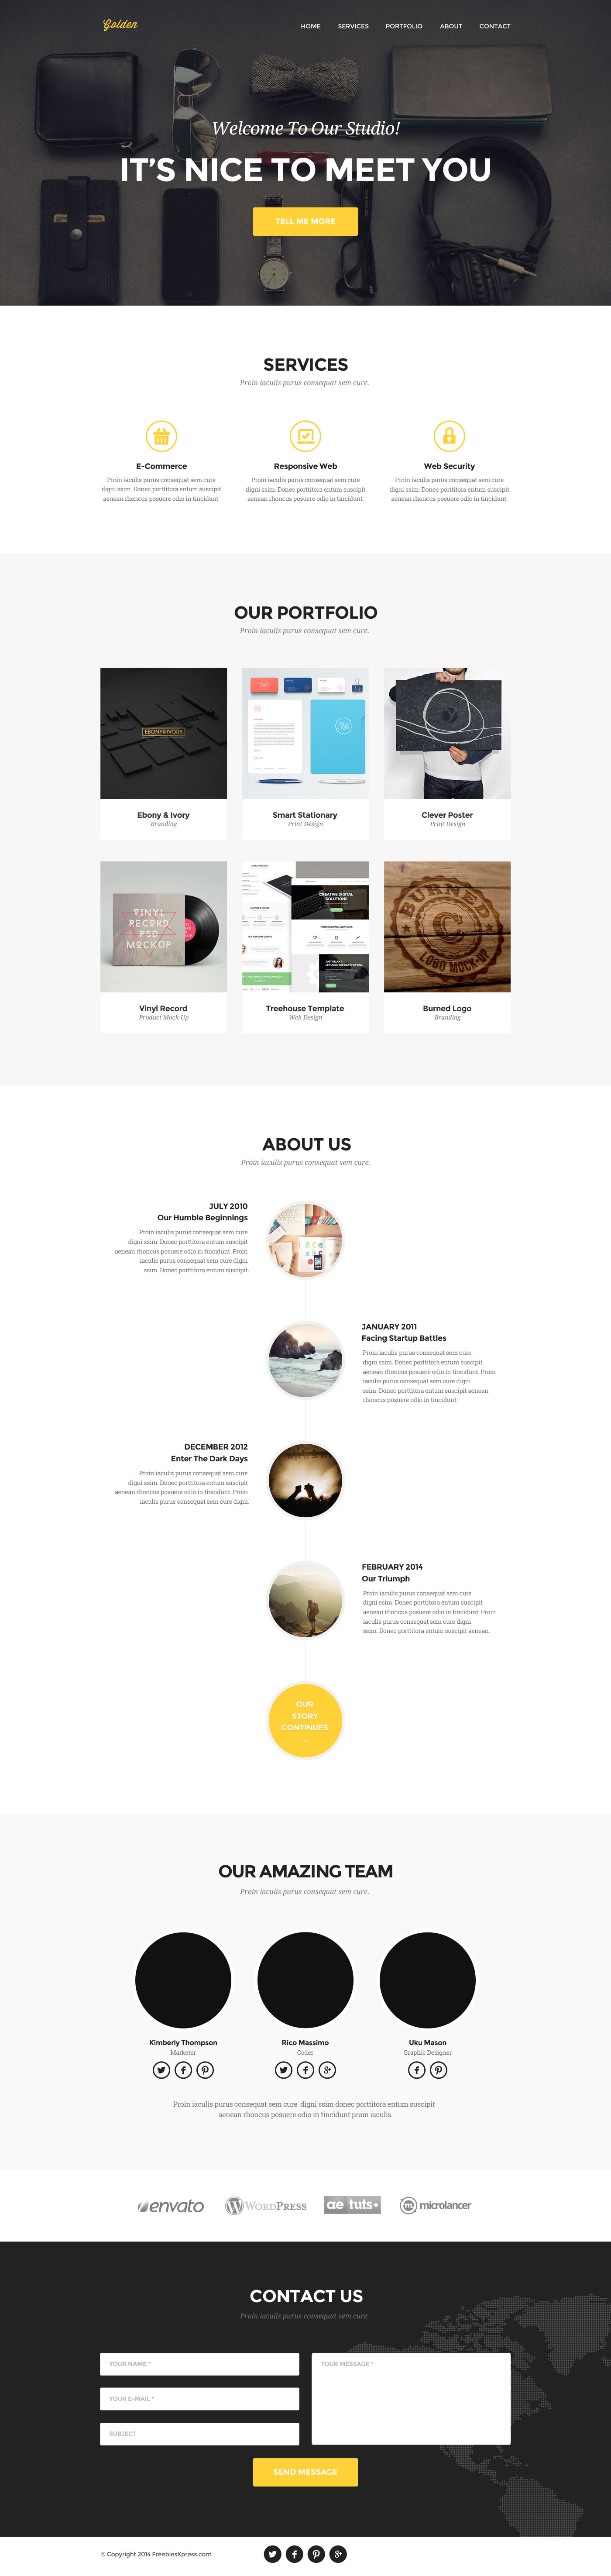 Golden
HOME SERVICES PORTFOLIO ABOUT CONTACT
Welcome To Our Studio!
IT'S NICE TO MEET YOU
TELL ME MORE
SERVICES
Proin iaculis purus consequat sem cure.
E-Commerce
Proin iaculis purus consequat sem cure
digni ssim. Donec porttitora entum suscipit
aenean rhoncus posuere odio in tincidunt.
Responsive Web
Proin iaculis purus consequat sem cure
digni ssim. Donec porttitora entum suscipit
aenean rhoncus posuere odio in tincidunt.
Web Security
Proin iaculis purus consequat sem cure
digni ssim. Donec porttitora entum suscipit
aenean rhoncus posuere odio in tincidunt.
OUR PORTFOLIO
Proin iaculis purus consequat sem cure.
EBONY&IVORY
Ebony & Ivory
Branding
Smart Stationary
Print Design
Clever Poster
Print Design
VINYL
RECORD
PSD
MOCKUP
Vinyl Record
Product Mock-Up
CREATIVE DIGITAL
SOLUTIONS
PROFESSIONAL SERVICES
Treehouse Template
Web Design
BURNED
LOGO MOCK-UP
Burned Logo
Branding
ABOUT US
Proin iaculis purus consequat sem cure.
JULY 2010
Our Humble Beginnings
Proin iaculis purus consequat sem cure
digni ssim. Donec porttitora entum suscipit
aenean rhoncus posuere odio in tincidunt. Proin
iaculis purus consequat sem cure digni
ssim. Donec porttitora entum suscipit.
JANUARY 2011
Facing Startup Battles
Proin iaculis purus consequat sem cure
digni ssim. Donec porttitora entum suscipit
aenean rhoncus posuere odio in tincidunt. Proin
iaculis purus consequat sem cure digni
ssim. Donec porttitora entum suscipit aenean
rhoncus posuere odio in tincidunt.
DECEMBER 2012
Enter The Dark Days
Proin iaculis purus consequat sem cure
digni ssim. Donec porttitora entum suscipit
aenean rhoncus posuere odio in tincidunt. Proin
iaculis purus consequat sem cure digni.
FEBRUARY 2014
Our Triumph
Proin iaculis purus consequat sem cure
digni ssim. Donec porttitora entum suscipit
aenean rhoncus posuere odio in tincidunt. Proin
iaculis purus consequat sem cure digni
ssim. Donec porttitora entum suscipit aenean.
OUR
STORY
CONTINUES
...
OUR AMAZING TEAM
Proin iaculis purus consequat sem cure.
Kimberly Thompson
Marketer
Rico Massimo
Coder
Uku Mason
Graphic Designer
Proin iaculis purus consequat sem cure digni ssim donec porttitora entum suscipit
aenean rhoncus posuere odio in tincidunt proin iaculis.
envato
WORDPRESS
ae tuts+
microlancer
CONTACT US
Proin iaculis purus consequat sem cure.
YOUR NAME *
YOUR E-MAIL *
SUBJECT
YOUR MESSAGE *
SEND MESSAGE
© Copyright 2014 FreebiesXpress.com